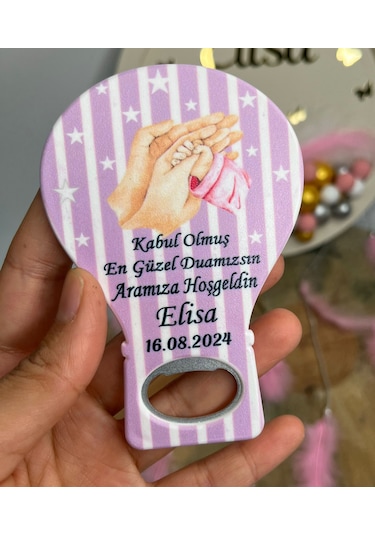 Kabul Olmuş
En Güzel Duamızsın
Aramıza Hoşgeldin
Elisa
16.08.2024